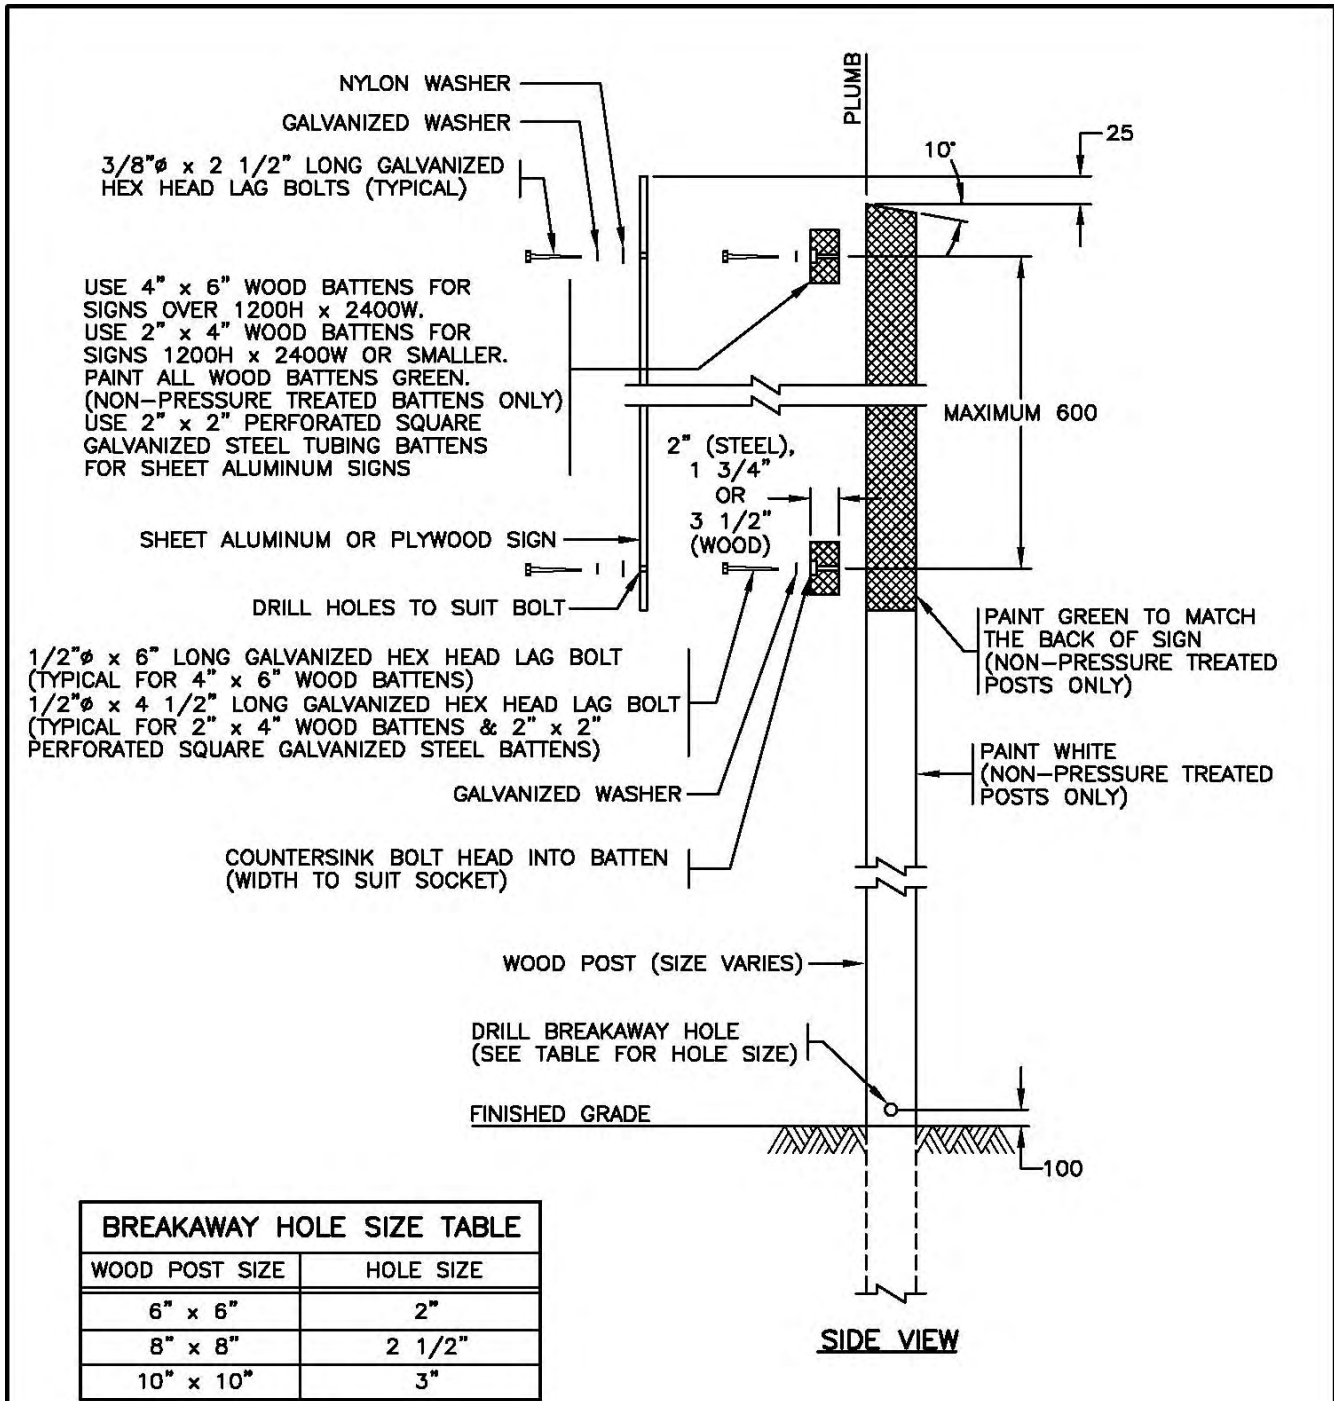 PLUMB
NYLON WASHER
GALVANIZED WASHER
3/8"ø x 2 1/2" LONG GALVANIZED
HEX HEAD LAG BOLTS (TYPICAL)
25
10°
USE 4" x 6" WOOD BATTENS FOR
SIGNS OVER 1200H x 2400W.
USE 2" x 4" WOOD BATTENS FOR
SIGNS 1200H x 2400W OR SMALLER.
PAINT ALL WOOD BATTENS GREEN.
(NON-PRESSURE TREATED BATTENS ONLY)
USE 2" x 2" PERFORATED SQUARE
GALVANIZED STEEL TUBING BATTENS
FOR SHEET ALUMINUM SIGNS
MAXIMUM 600
2" (STEEL),
1 3/4"
OR
3 1/2"
(WOOD)
SHEET ALUMINUM OR PLYWOOD SIGN
DRILL HOLES TO SUIT BOLT
PAINT GREEN TO MATCH
THE BACK OF SIGN
(NON-PRESSURE TREATED
POSTS ONLY)
1/2"ø x 6" LONG GALVANIZED HEX HEAD LAG BOLT
(TYPICAL FOR 4" x 6" WOOD BATTENS)
1/2"ø x 4 1/2" LONG GALVANIZED HEX HEAD LAG BOLT
(TYPICAL FOR 2" x 4" WOOD BATTENS & 2" x 2"
PERFORATED SQUARE GALVANIZED STEEL BATTENS)
PAINT WHITE
(NON-PRESSURE TREATED
POSTS ONLY)
GALVANIZED WASHER
COUNTERSINK BOLT HEAD INTO BATTEN
(WIDTH TO SUIT SOCKET)
WOOD POST (SIZE VARIES)
DRILL BREAKAWAY HOLE
(SEE TABLE FOR HOLE SIZE)
FINISHED GRADE
100
BREAKAWAY HOLE SIZE TABLE
WOOD POST SIZE HOLE SIZE
6" x 6" 2"
8" x 8" 2 1/2"
10" x 10" 3"
SIDE VIEW